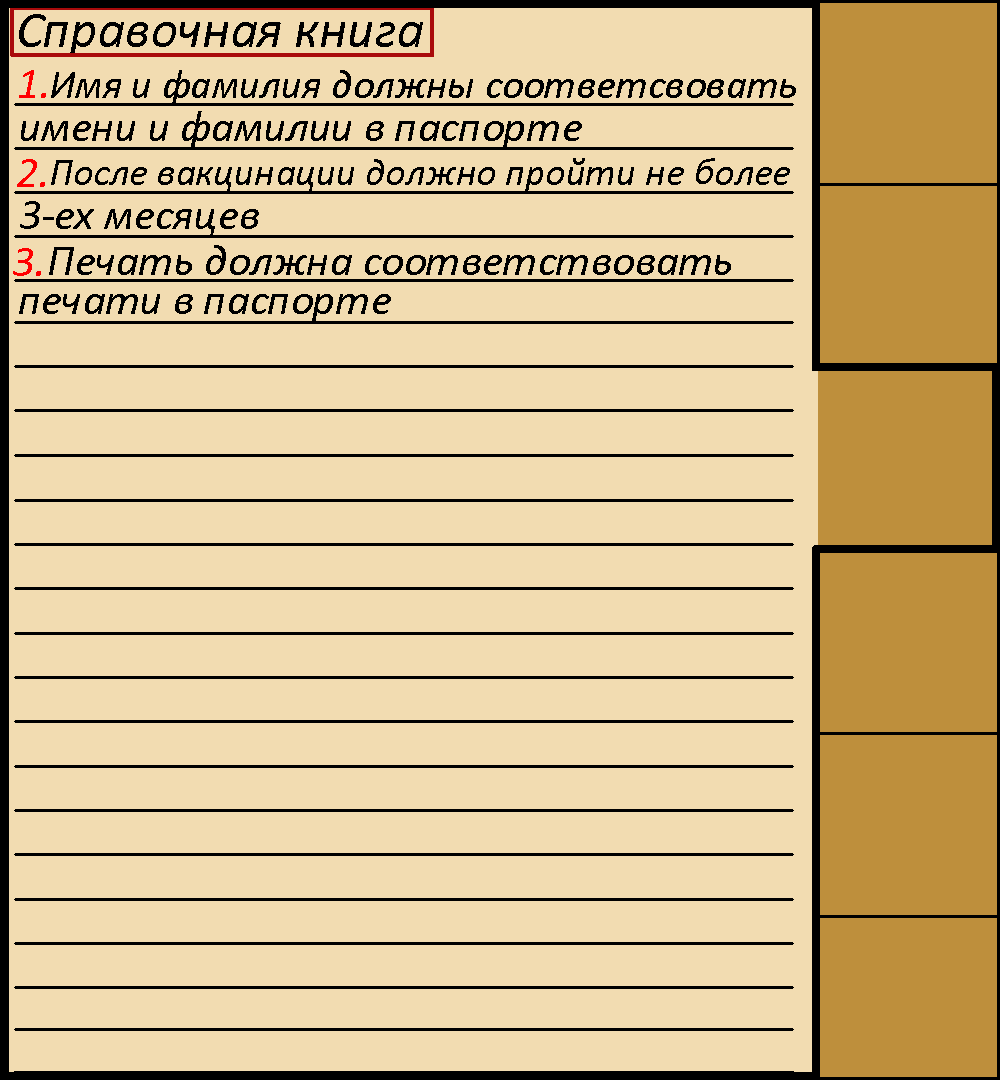 Справочная книга
1.Имя и фамилия должны соответсвовать
имени и фамилии в паспорте
2.После вакцинации должно пройти не более
3-ех месяцев
3.Печать должна соответствовать
печати в паспорте